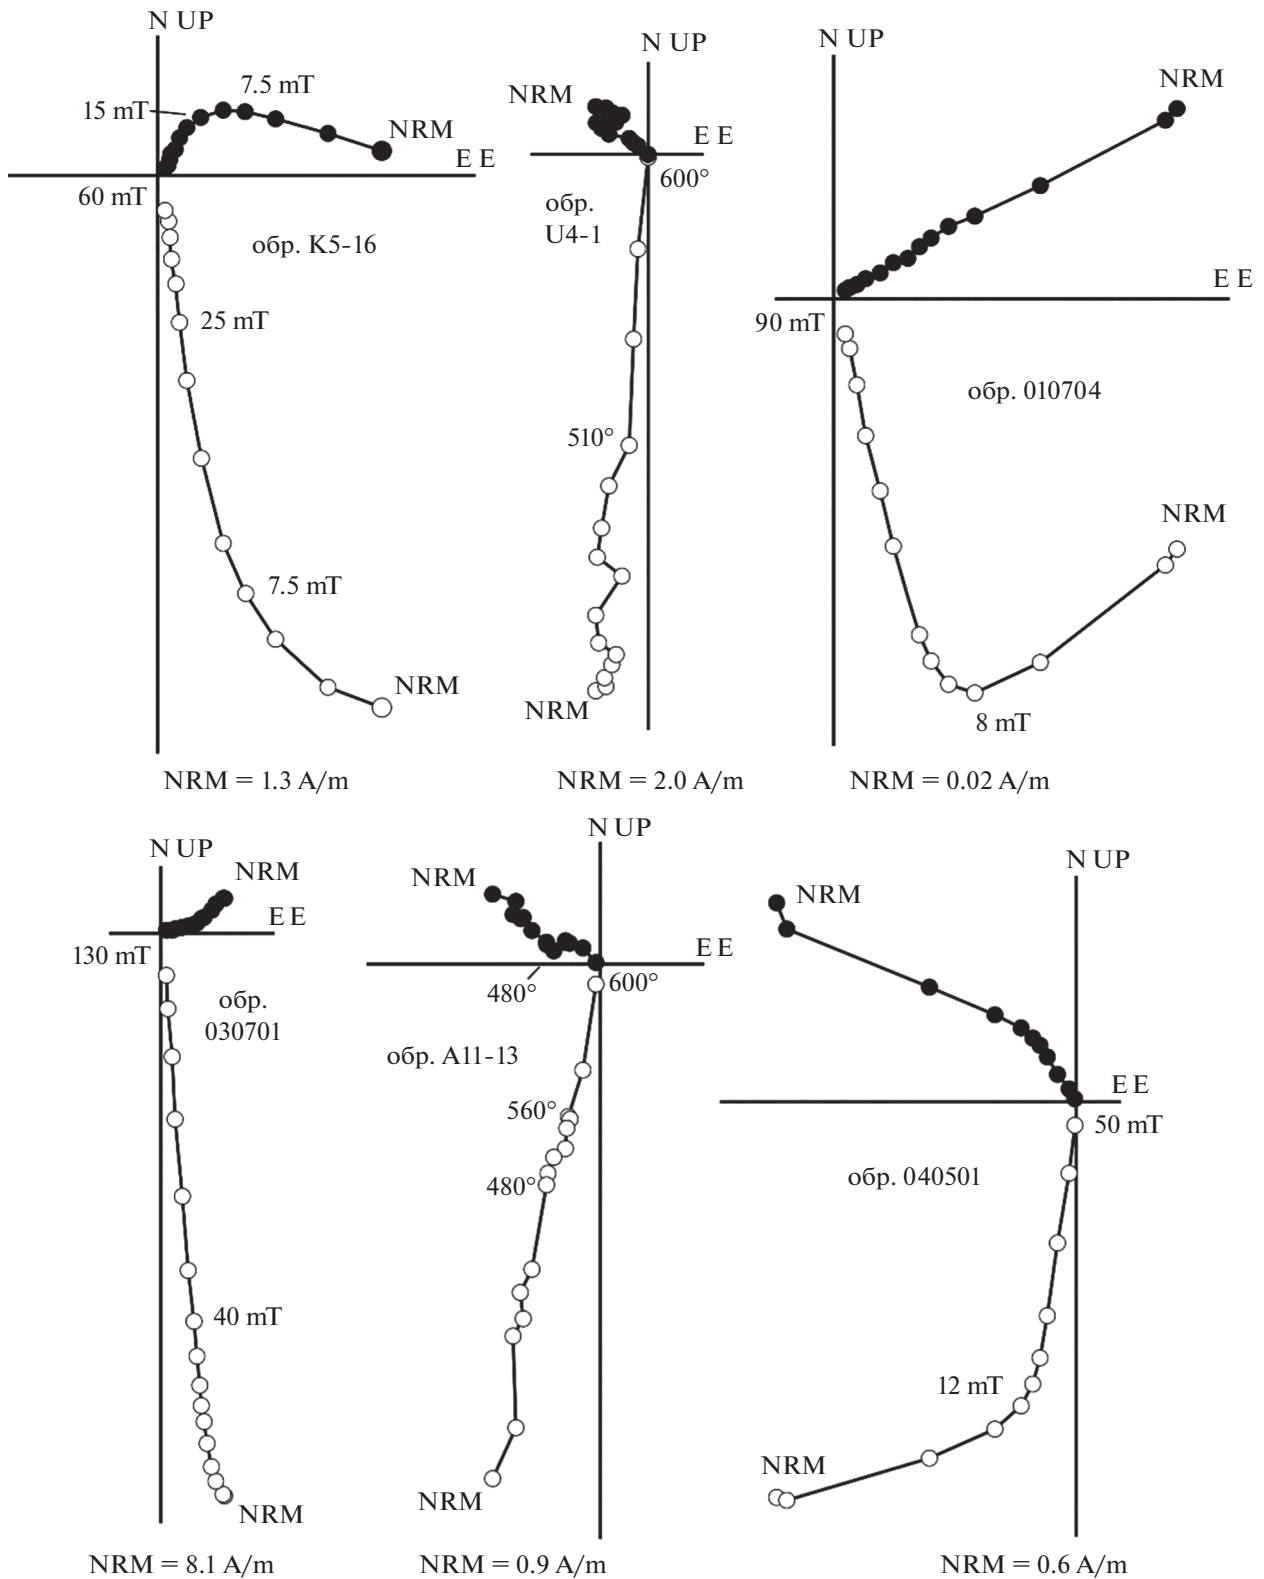 N UP
7.5 mT
15 mT
NRM
E E
60 mT
обр. K5-16
25 mT
7.5 mT
NRM
NRM = 1.3 A/m
N UP
NRM
E E
600°
обр.
U4-1
510°
NRM
NRM = 2.0 A/m
N UP
NRM
E E
90 mT
обр. 010704
NRM
8 mT
NRM = 0.02 A/m
N UP
NRM
E E
130 mT
обр.
030701
40 mT
NRM
NRM = 8.1 A/m
N UP
NRM
E E
480°
600°
обр. A11-13
560°
480°
NRM
NRM = 0.9 A/m
N UP
NRM
E E
50 mT
обр. 040501
12 mT
NRM
NRM = 0.6 A/m